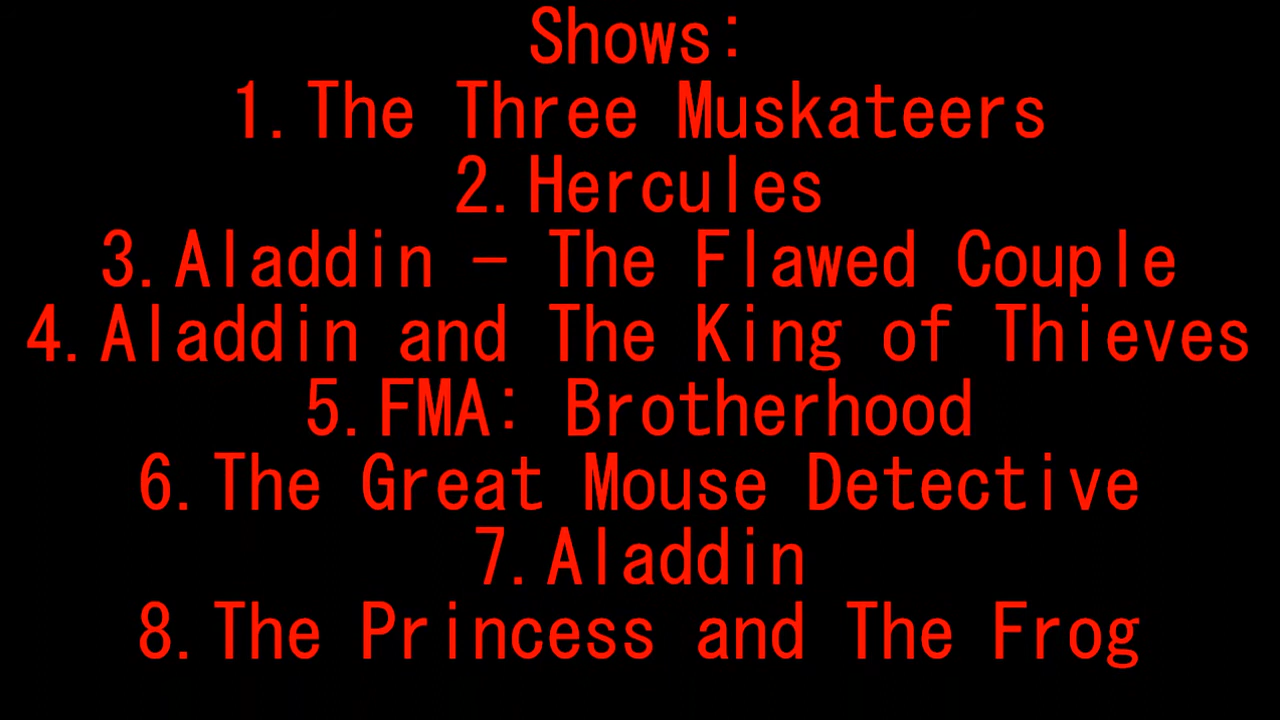 Shows:
1.The Three Muskateers
2.Hercules
3.Aladdin - The Flawed Couple
4.Aladdin and The King of Thieves
5.FMA: Brotherhood
6.The Great Mouse Detective
7.Aladdin
8.The Princess and The Frog